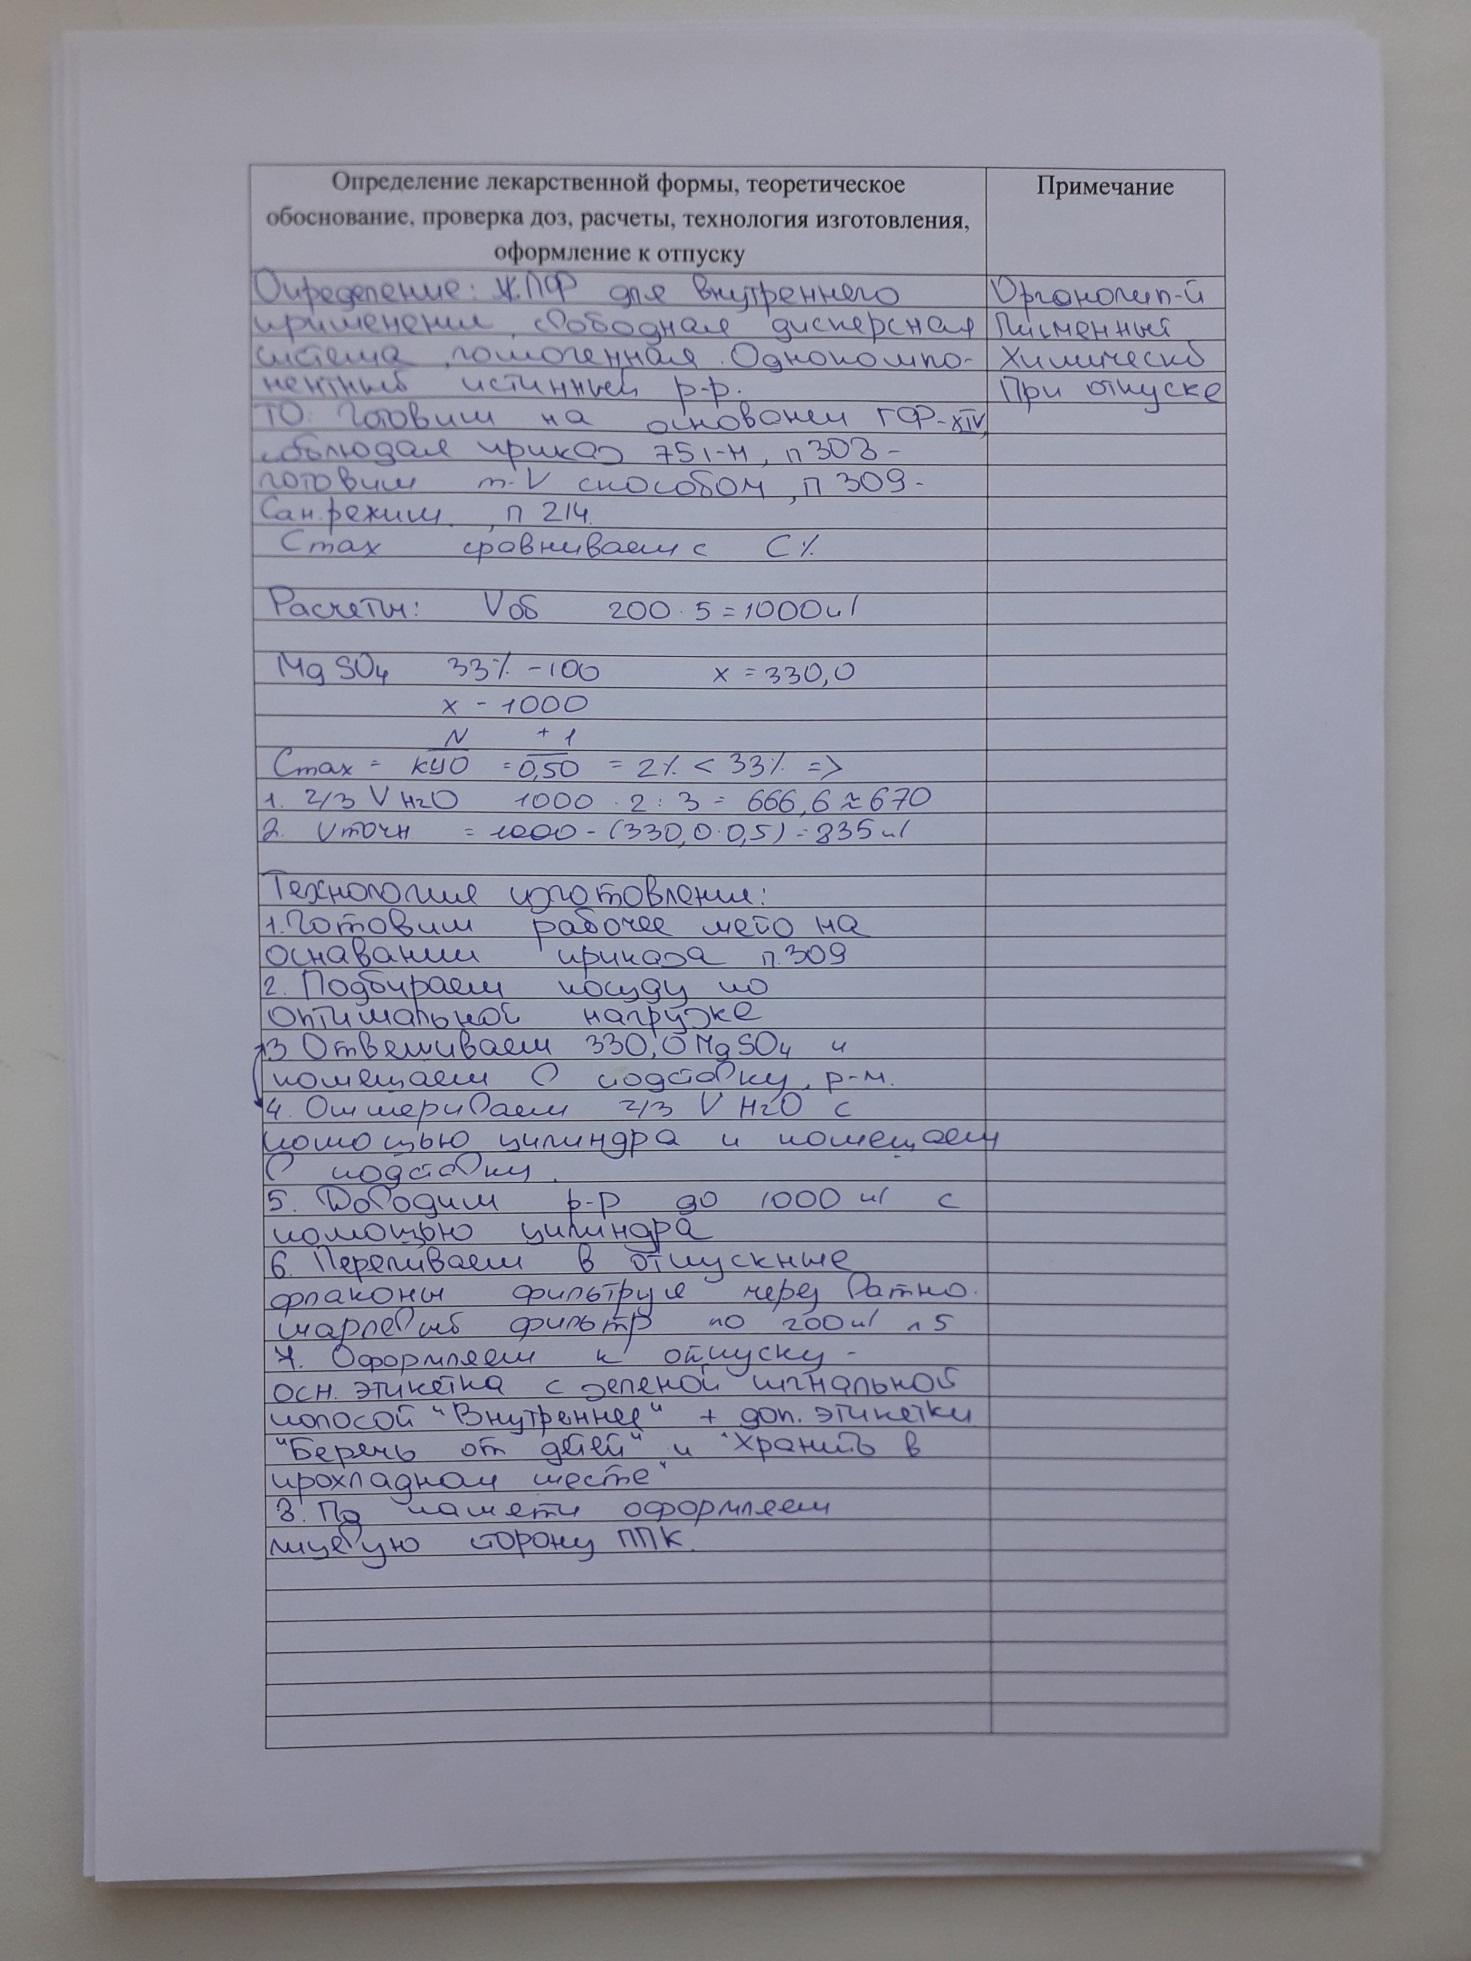 Определение лекарственной формы, теоретическое
обоснование, проверка доз, расчеты, технология изготовления,
оформление к отпуску
Примечание
Определение: ЖЛФ для внутреннего
Органолеп-й
применения, свободная дисперсная
Письменный
система, гомогенная. Однокомпо-
Химический
нентный истинный р-р.
При отпуске
ТО: Готовим на основании ГФ-XIV,
соблюдая приказ 751-н, п 308 -
готовим m-V способом, п 309 -
Сан.режим, п 214.
Cmax сравниваем с C%
Расчеты: Vоб 200 · 5 = 1000 мл
MgSO4 33% - 100 x = 330,0
x - 1000
N + 1
Cmax = КУО = 0,50 = 2% < 33% =>
1. 2/3 V H2O 1000 · 2 : 3 = 666,6 ≈ 670
2. Vточн = 1000 - (330,0 · 0,5) = 835 мл
Технология изготовления:
1. Готовим рабочее место на
основании приказа п.309
2. Подбираем посуду по
оптимальной нагрузке
3 Отвешиваем 330,0 MgSO4 и
помещаем в подставку, р-м.
4. Отмериваем 2/3 V H2O с
помощью цилиндра и помещаем
в подставку.
5. Доводим р-р до 1000 мл с
помощью цилиндра
6. Переливаем в отпускные
флаконы фильтруя через ватно.
марлевый фильтр по 200 мл n5
7. Оформляем к отпуску -
осн. этикетка с зеленой сигнальной
полосой "Внутреннее" + доп. этикетки
"Беречь от детей" и "Хранить в
прохладном месте"
8. По памяти оформляем
лицевую сторону ППК.